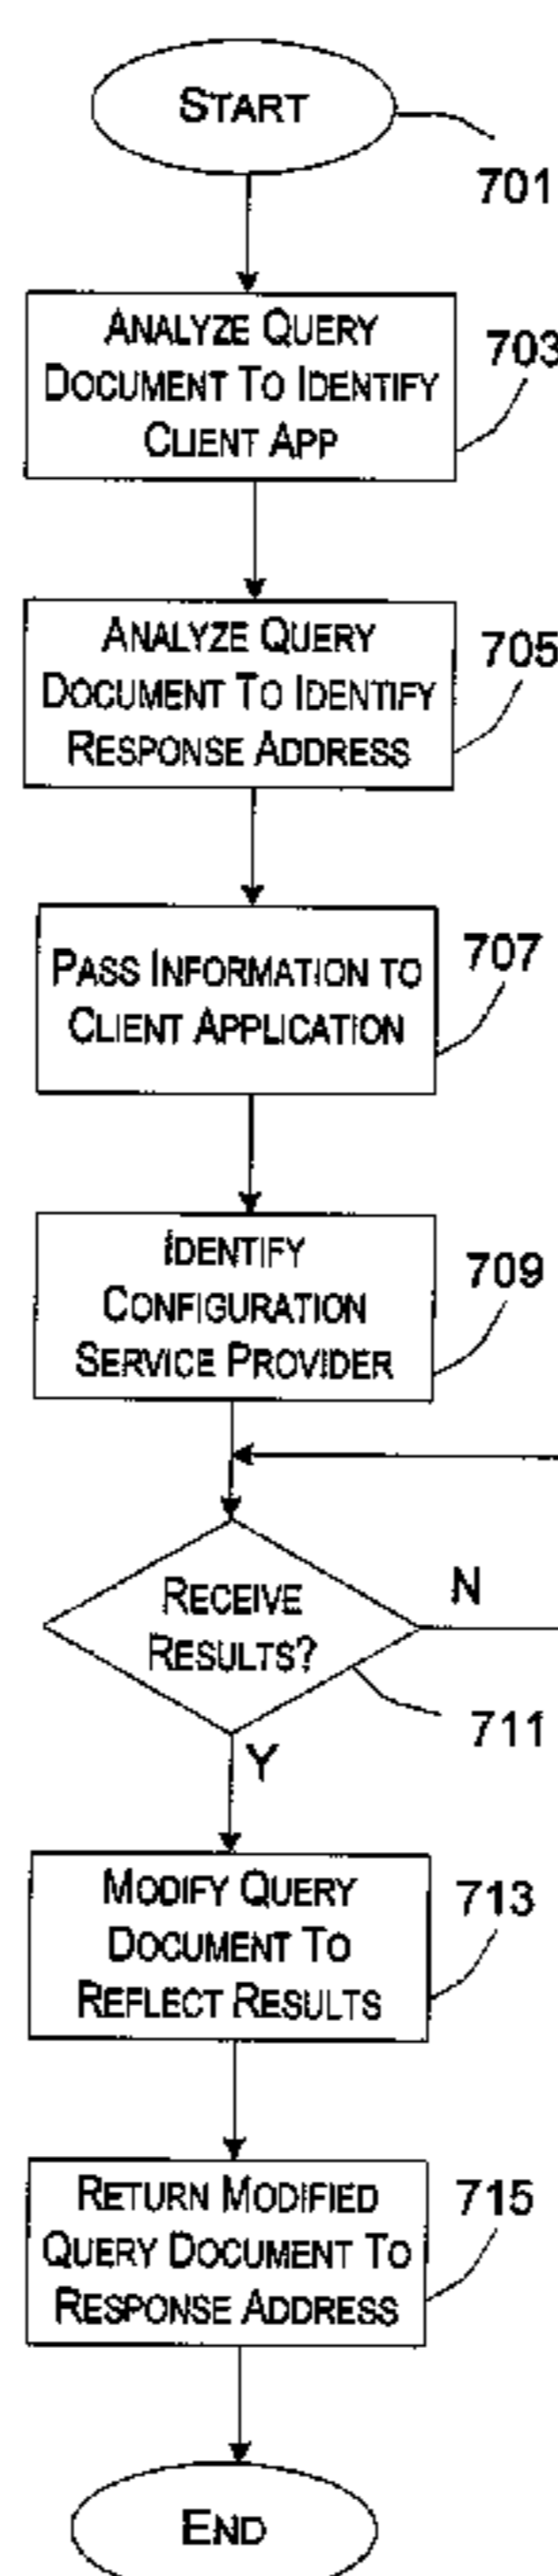 START
701
ANALYZE QUERY
DOCUMENT TO IDENTIFY
CLIENT APP
703
ANALYZE QUERY
DOCUMENT TO IDENTIFY
RESPONSE ADDRESS
705
PASS INFORMATION TO
CLIENT APPLICATION
707
IDENTIFY
CONFIGURATION
SERVICE PROVIDER
709
RECEIVE
RESULTS?
N
711
Y
MODIFY QUERY
DOCUMENT TO
REFLECT RESULTS
713
RETURN MODIFIED
QUERY DOCUMENT TO
RESPONSE ADDRESS
715
END